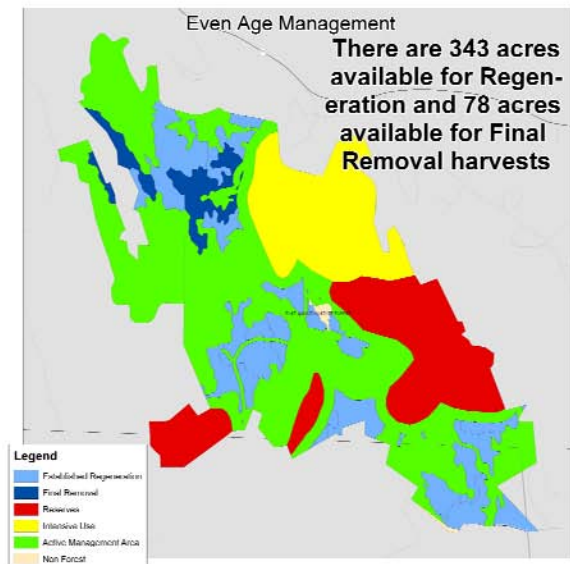 Even Age Management
There are 343 acres
available for Regen-
eration and 78 acres
available for Final
Removal harvests
Legend
Established Regeneration
Final Removal
Reserves
Intensive Use
Active Management Area
Non Forest